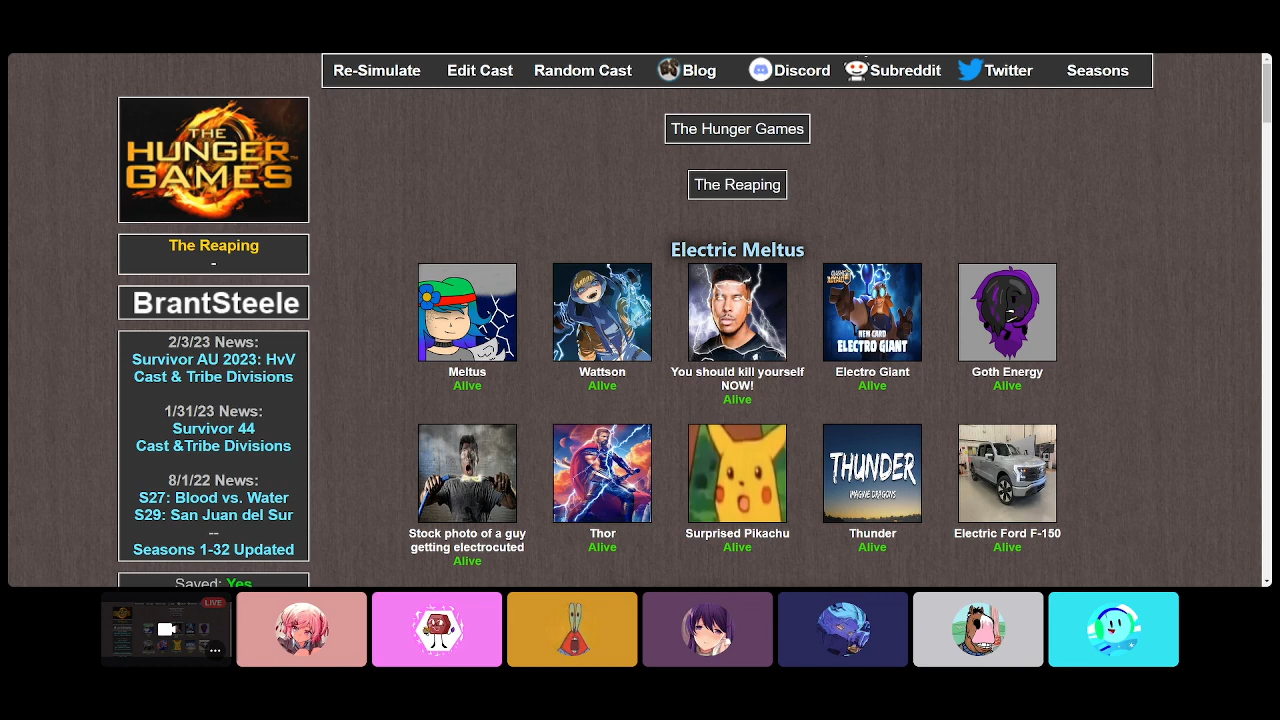 Re-Simulate Edit Cast Random Cast Blog Discord Subreddit Twitter Seasons
THE
HUNGER
GAMES
The Reaping
-
BrantSteele
2/3/23 News:
Survivor AU 2023: HvV
Cast & Tribe Divisions
1/31/23 News:
Survivor 44
Cast &Tribe Divisions
8/1/22 News:
S27: Blood vs. Water
S29: San Juan del Sur
--
Seasons 1-32 Updated
Saved: Yes
The Hunger Games
The Reaping
Electric Meltus
NEW CARD
ELECTRO GIANT
Meltus Wattson You should kill yourself Electro Giant Goth Energy
Alive Alive NOW! Alive Alive
Alive
THUNDER
IMAGINE DRAGONS
Stock photo of a guy Thor Surprised Pikachu Thunder Electric Ford F-150
getting electrocuted Alive Alive Alive Alive
Alive
LIVE